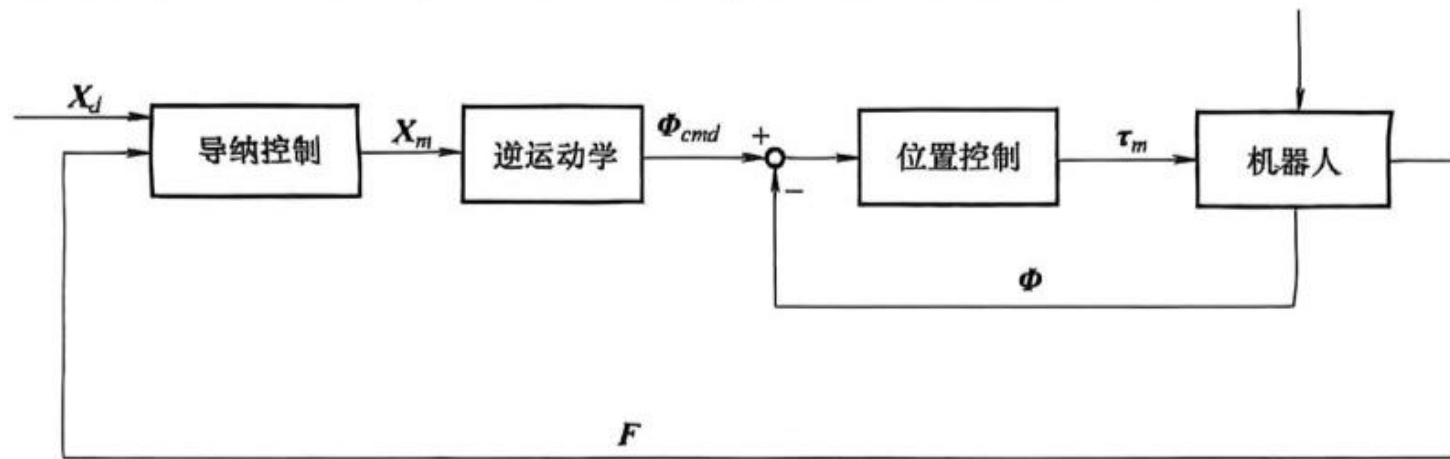 X_d
导纳控制
X_m
逆运动学
Φ_cmd
+
−
位置控制
τ_m
机器人
Φ
F